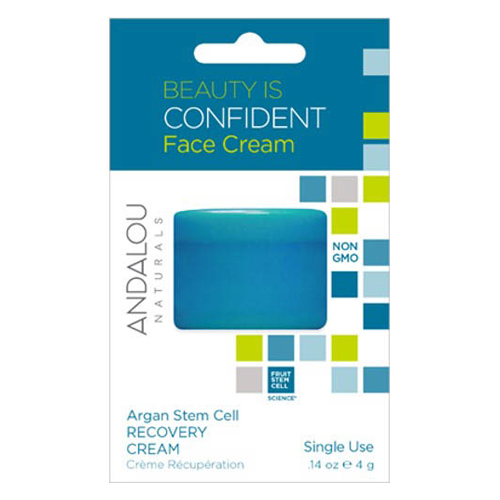 BEAUTY IS
CONFIDENT
Face Cream
ANDALOU
NATURALS
NON
GMO
FRUIT
STEM
CELL
SCIENCE®
Argan Stem Cell
RECOVERY
CREAM
Crème Récupération
Single Use
.14 oz e 4 g